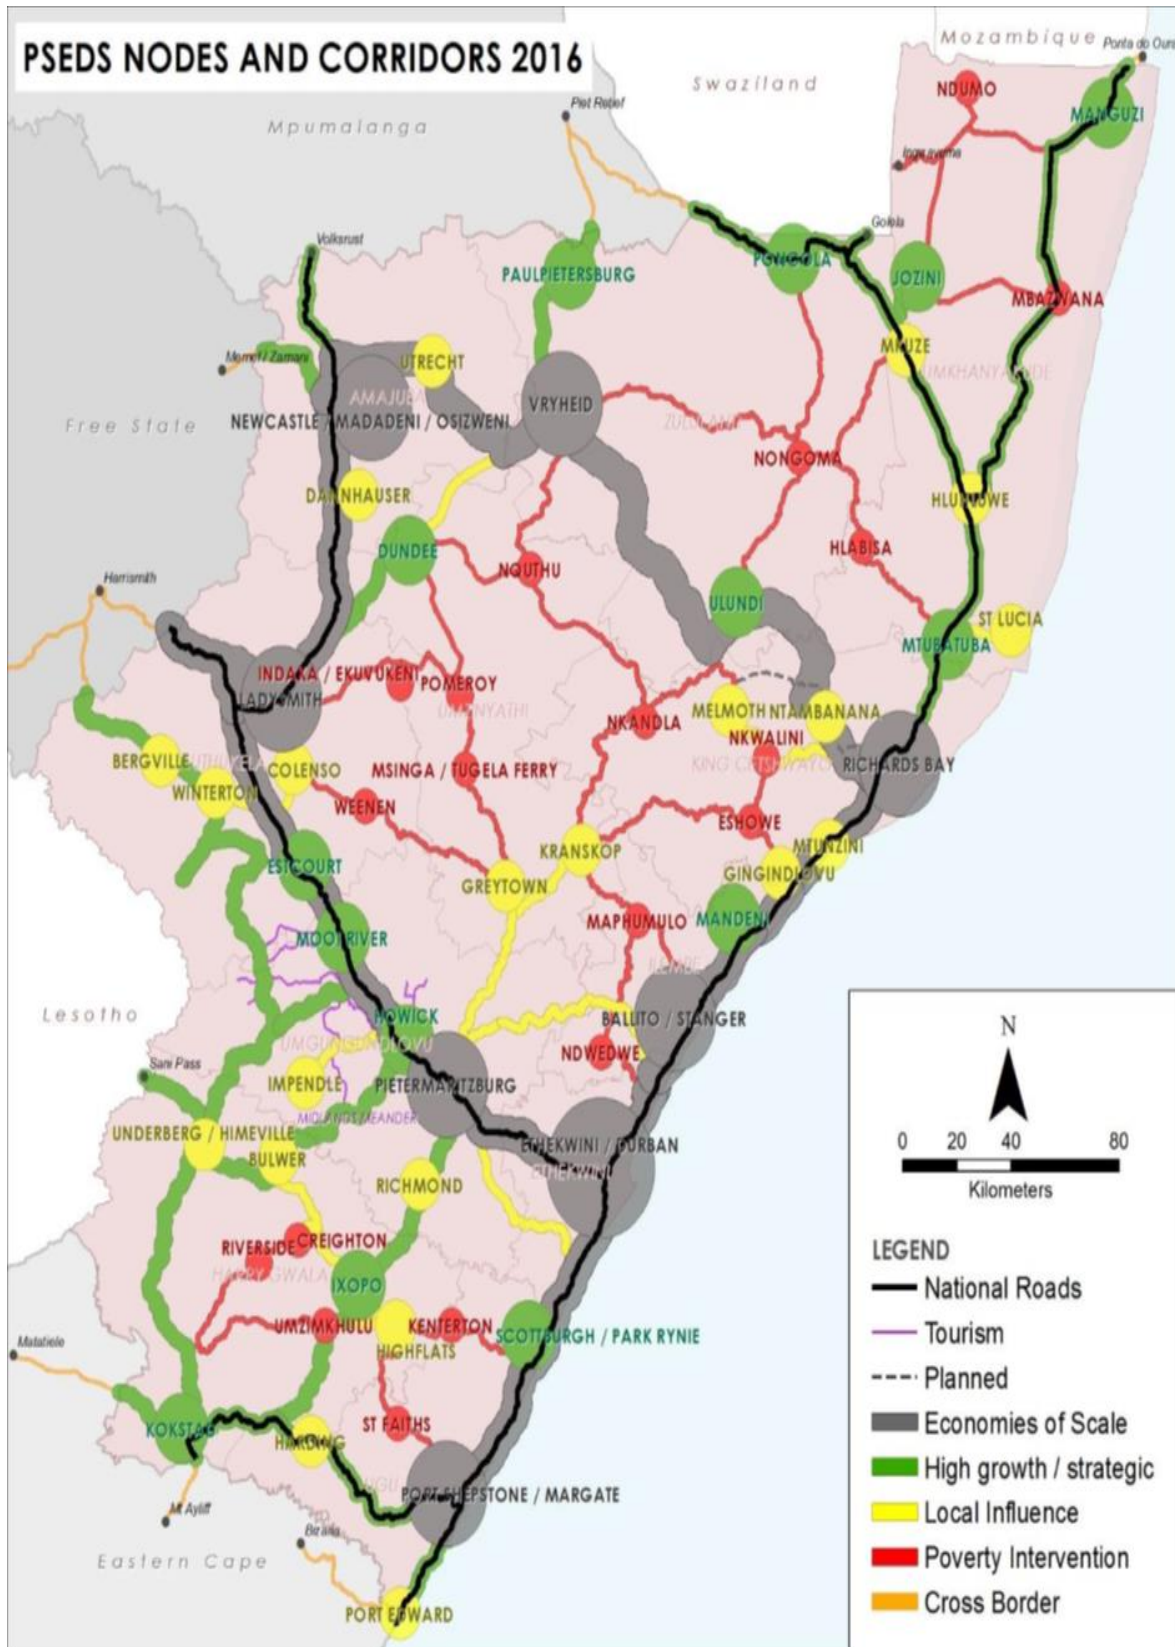 PSEDS NODES AND CORRIDORS 2016
Mozambique
Ponta do Ouro
Swaziland
NDUMO
MANGUZI
Piet Retief
Mpumalanga
Ingwavuma
Golela
Volksrust
PAULPIETERSBURG
PONGOLA
JOZINI
MBAZWANA
MKUZE
UMKHANYAKUDE
Memel / Zamani
UTRECHT
AMAJUBA
VRYHEID
NEWCASTLE / MADADENI / OSIZWENI
Free State
ZULULAND
NONGOMA
DANNHAUSER
HLUHLUWE
DUNDEE
HLABISA
NQUTHU
Harrismith
ULUNDI
ST LUCIA
MTUBATUBA
INDAKA / EKUVUKENI
POMEROY
LADYSMITH
UMZINYATHI
MELMOTH
NTAMBANANA
NKANDLA
NKWALINI
BERGVILLE
UTHUKELA
COLENSO
MSINGA / TUGELA FERRY
KING CETSHWAYO
RICHARDS BAY
WINTERTON
WEENEN
ESHOWE
MTUNZINI
KRANSKOP
ESTCOURT
GREYTOWN
GINGINDLOVU
MAPHUMULO
MANDENI
MOOI RIVER
ILEMBE
Lesotho
HOWICK
BALLITO / STANGER
UMGUNGUNDLOVU
NDWEDWE
Sani Pass
IMPENDLE
PIETERMARITZBURG
MIDLANDS MEANDER
UNDERBERG / HIMEVILLE
ETHEKWINI / DURBAN
BULWER
ETHEKWINI
RICHMOND
CREIGHTON
RIVERSIDE
HARRY GWALA
IXOPO
UMZIMKHULU
KENTERTON
SCOTTBURGH / PARK RYNIE
Matatiele
HIGHFLATS
KOKSTAD
ST FAITHS
HARDING
UGU
PORT SHEPSTONE / MARGATE
Mt Ayliff
Bizana
Eastern Cape
PORT EDWARD
N
0 20 40 80
Kilometers
LEGEND
National Roads
Tourism
Planned
Economies of Scale
High growth / strategic
Local Influence
Poverty Intervention
Cross Border